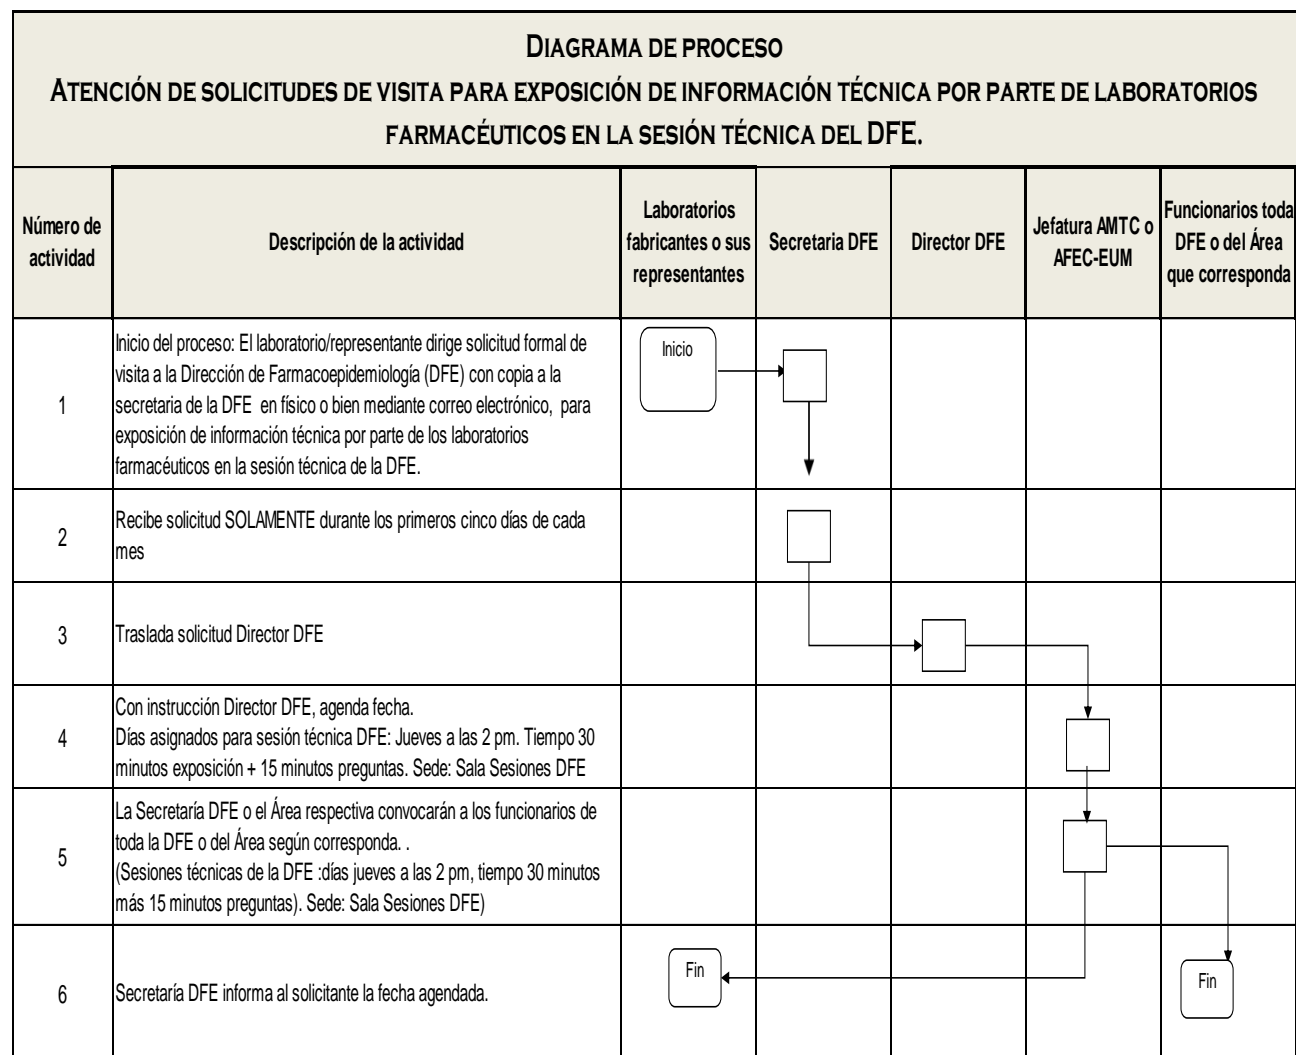 DIAGRAMA DE PROCESO
ATENCIÓN DE SOLICITUDES DE VISITA PARA EXPOSICIÓN DE INFORMACIÓN TÉCNICA POR PARTE DE LABORATORIOS
FARMACÉUTICOS EN LA SESIÓN TÉCNICA DEL DFE.
Número de
actividad
Descripción de la actividad
Laboratorios
fabricantes o sus
representantes
Secretaria DFE
Director DFE
Jefatura AMTC o
AFEC-EUM
Funcionarios toda
DFE o del Área
que corresponda
1
Inicio del proceso: El laboratorio/representante dirige solicitud formal de
visita a la Dirección de Farmacoepidemiología (DFE) con copia a la
secretaria de la DFE en físico o bien mediante correo electrónico, para
exposición de información técnica por parte de los laboratorios
farmacéuticos en la sesión técnica de la DFE.
Inicio
2
Recibe solicitud SOLAMENTE durante los primeros cinco días de cada
mes
3
Traslada solicitud Director DFE
4
Con instrucción Director DFE, agenda fecha.
Días asignados para sesión técnica DFE: Jueves a las 2 pm. Tiempo 30
minutos exposición + 15 minutos preguntas. Sede: Sala Sesiones DFE
5
La Secretaría DFE o el Área respectiva convocarán a los funcionarios de
toda la DFE o del Área según corresponda. .
(Sesiones técnicas de la DFE :días jueves a las 2 pm, tiempo 30 minutos
más 15 minutos preguntas). Sede: Sala Sesiones DFE)
6
Secretaría DFE informa al solicitante la fecha agendada.
Fin
Fin